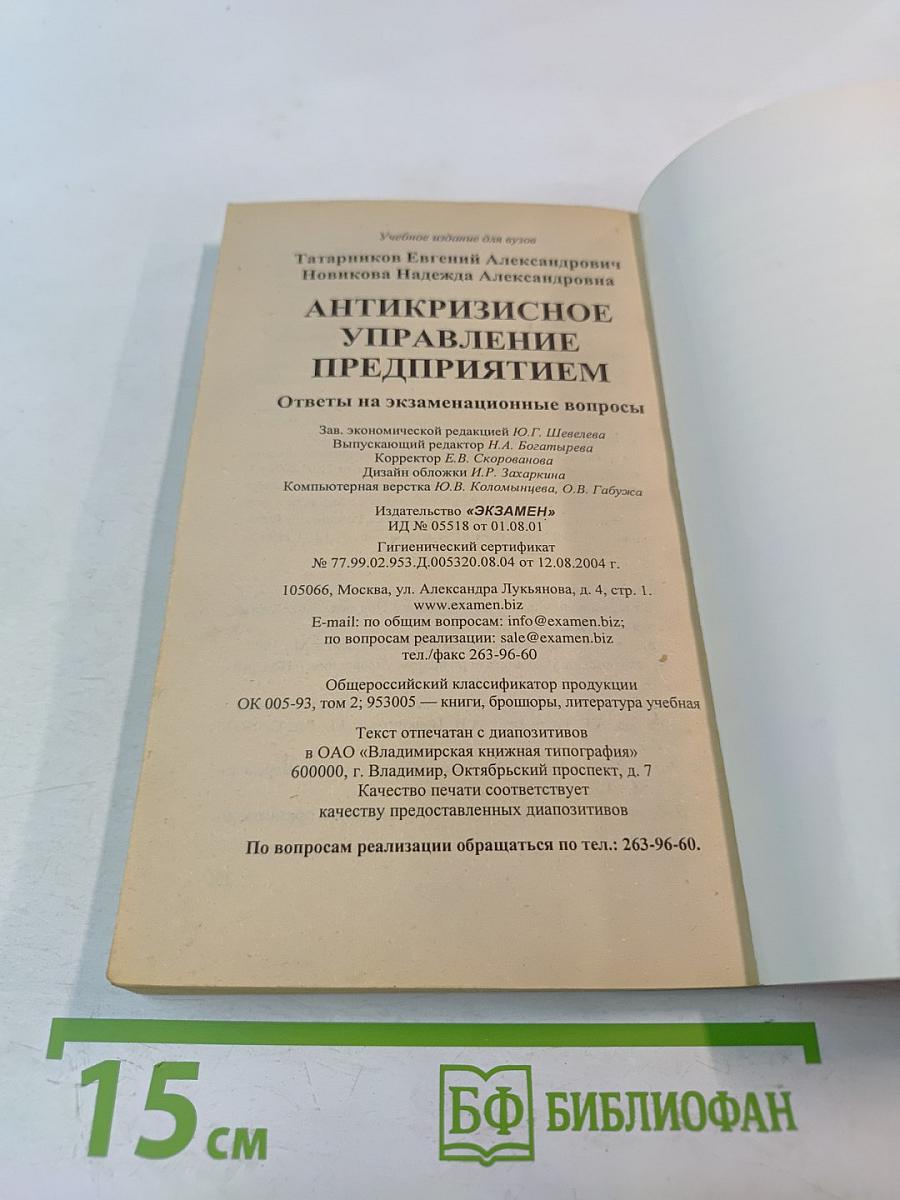 Учебное издание для вузов
Татарников Евгений Александрович
Новикова Надежда Александровна
АНТИКРИЗИСНОЕ
УПРАВЛЕНИЕ
ПРЕДПРИЯТИЕМ
Ответы на экзаменационные вопросы
Зав. экономической редакцией Ю.Г. Шевелева
Выпускающий редактор Н.А. Богатырева
Корректор Е.В. Скорованова
Дизайн обложки И.Р. Захаркина
Компьютерная верстка Ю.В. Коломынцева, О.В. Габужа
Издательство «ЭКЗАМЕН»
ИД № 05518 от 01.08.01
Гигиенический сертификат
№ 77.99.02.953.Д.005320.08.04 от 12.08.2004 г.
105066, Москва, ул. Александра Лукьянова, д. 4, стр. 1.
www.examen.biz
E-mail: по общим вопросам: info@examen.biz;
по вопросам реализации: sale@examen.biz
тел./факс 263-96-60
Общероссийский классификатор продукции
ОК 005-93, том 2; 953005 — книги, брошюры, литература учебная
Текст отпечатан с диапозитивов
в ОАО «Владимирская книжная типография»
600000, г. Владимир, Октябрьский проспект, д. 7
Качество печати соответствует
качеству предоставленных диапозитивов
По вопросам реализации обращаться по тел.: 263-96-60.
15 см
БФ БИБЛИОФАН